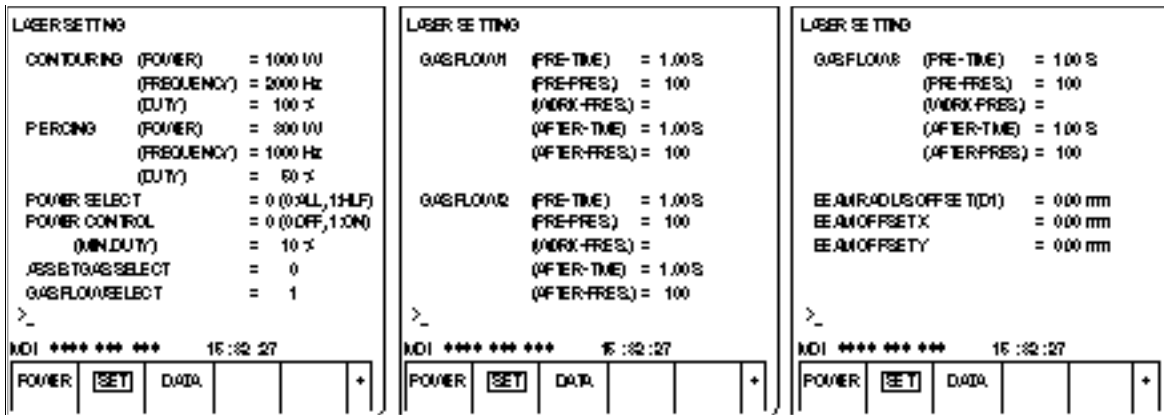 LASER SETTING
CONTOURING (POWER) = 1000 W
(FREQUENCY) = 2000 Hz
(DUTY) = 100 %
PIERCING (POWER) = 300 W
(FREQUENCY) = 1000 Hz
(DUTY) = 50 %
POWER SELECT = 0 (0:ALL,1:HLF)
POWER CONTROL = 0 (0:OFF,1:ON)
(MIN.DUTY) = 10 %
ASSIST GAS SELECT = 0
GAS FLOW SELECT = 1
>_
MDI **** *** *** 15:32:27
POWER SET DATA +
LASER SETTING
GAS FLOW1 (PRE-TIME) = 1.00 S
(PRE-PRES.) = 100
(WORK-PRES.) =
(AFTER-TIME) = 1.00 S
(AFTER-PRES.) = 100
GAS FLOW2 (PRE-TIME) = 1.00 S
(PRE-PRES.) = 100
(WORK-PRES.) =
(AFTER-TIME) = 1.00 S
(AFTER-PRES.) = 100
>_
MDI **** *** *** 15:32:27
POWER SET DATA +
LASER SETTING
GAS FLOW3 (PRE-TIME) = 1.00 S
(PRE-PRES.) = 100
(WORK-PRES.) =
(AFTER-TIME) = 1.00 S
(AFTER-PRES.) = 100
BEAM RADIUS OFFSET(D1) = 0.00 mm
BEAM OFFSET X = 0.00 mm
BEAM OFFSET Y = 0.00 mm
>_
MDI **** *** *** 15:32:27
POWER SET DATA +